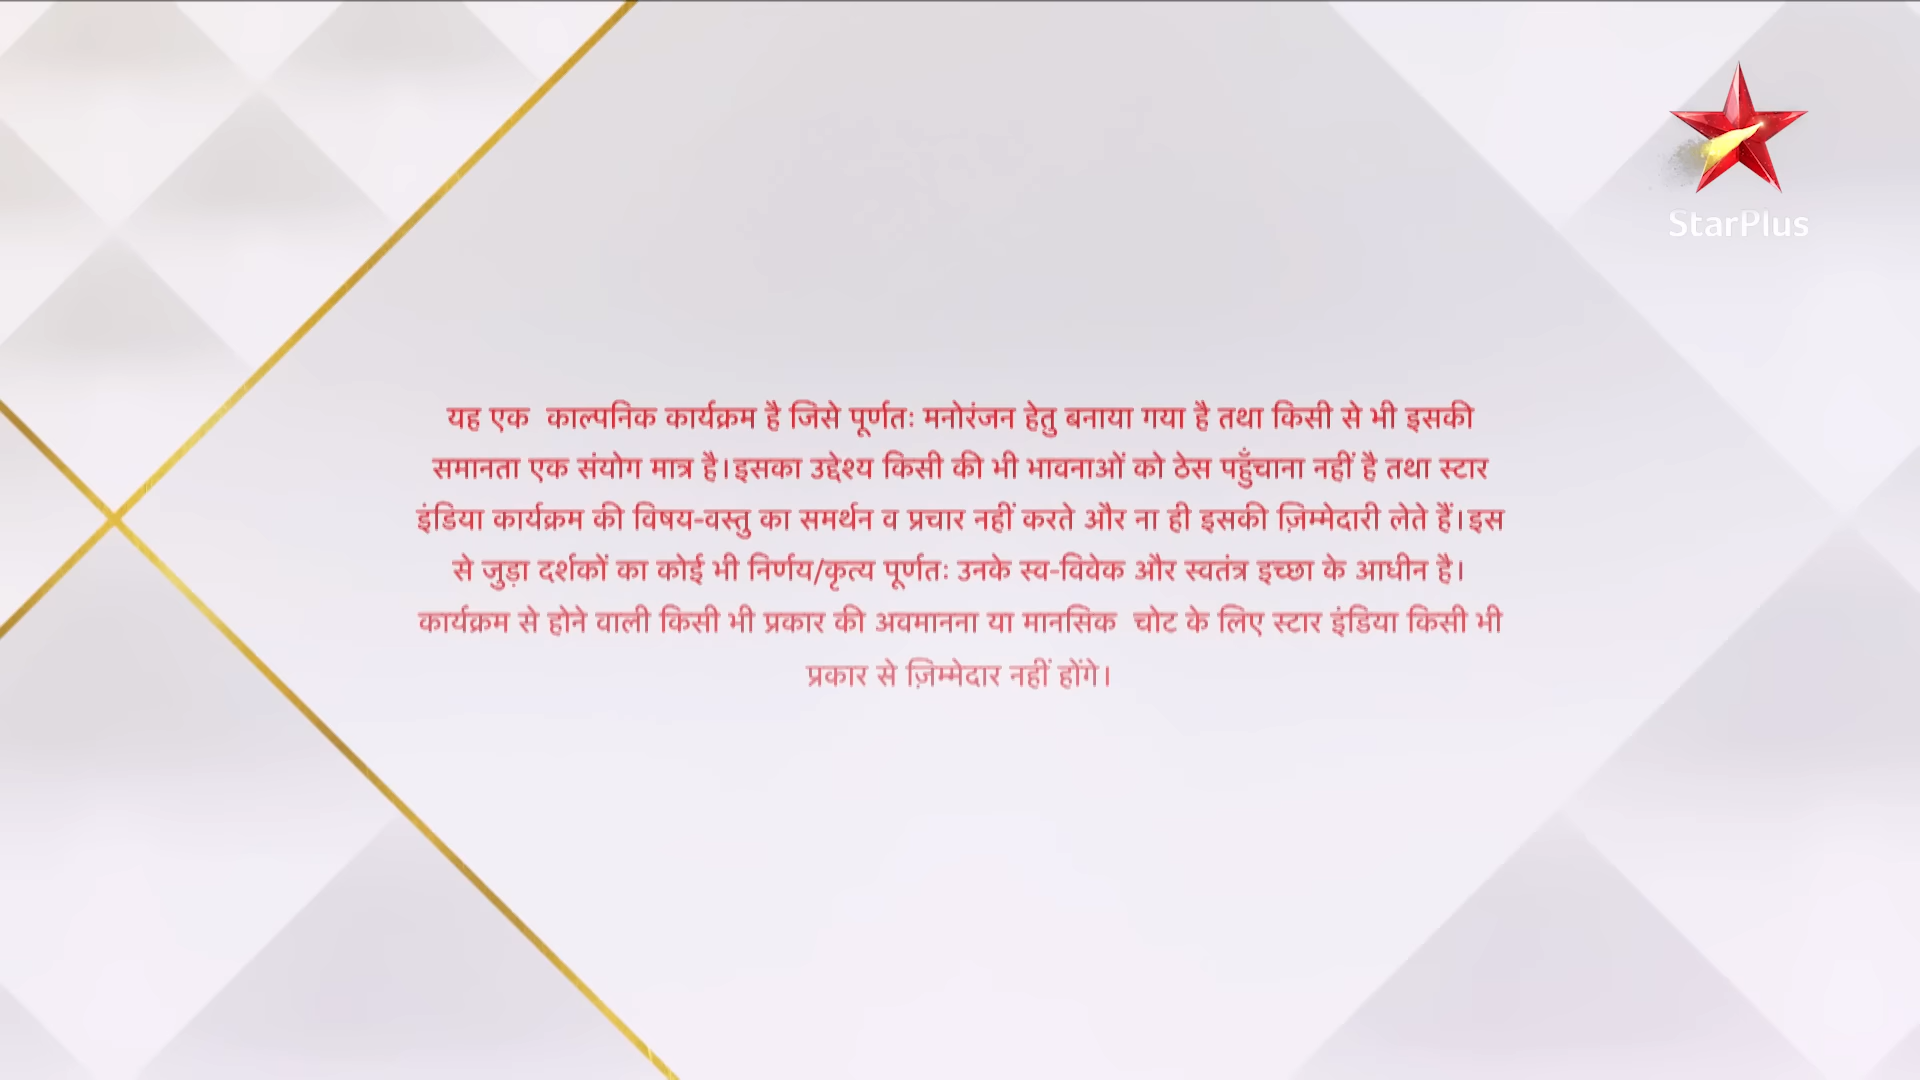 StarPlus
यह एक काल्पनिक कार्यक्रम है जिसे पूर्णतः मनोरंजन हेतु बनाया गया है तथा किसी से भी इसकी
समानता एक संयोग मात्र है।इसका उद्देश्य किसी की भी भावनाओं को ठेस पहुँचाना नहीं है तथा स्टार
इंडिया कार्यक्रम की विषय-वस्तु का समर्थन व प्रचार नहीं करते और ना ही इसकी ज़िम्मेदारी लेते हैं।इस
से जुड़ा दर्शकों का कोई भी निर्णय/कृत्य पूर्णतः उनके स्व-विवेक और स्वतंत्र इच्छा के आधीन है।
कार्यक्रम से होने वाली किसी भी प्रकार की अवमानना या मानसिक चोट के लिए स्टार इंडिया किसी भी
प्रकार से ज़िम्मेदार नहीं होंगे।